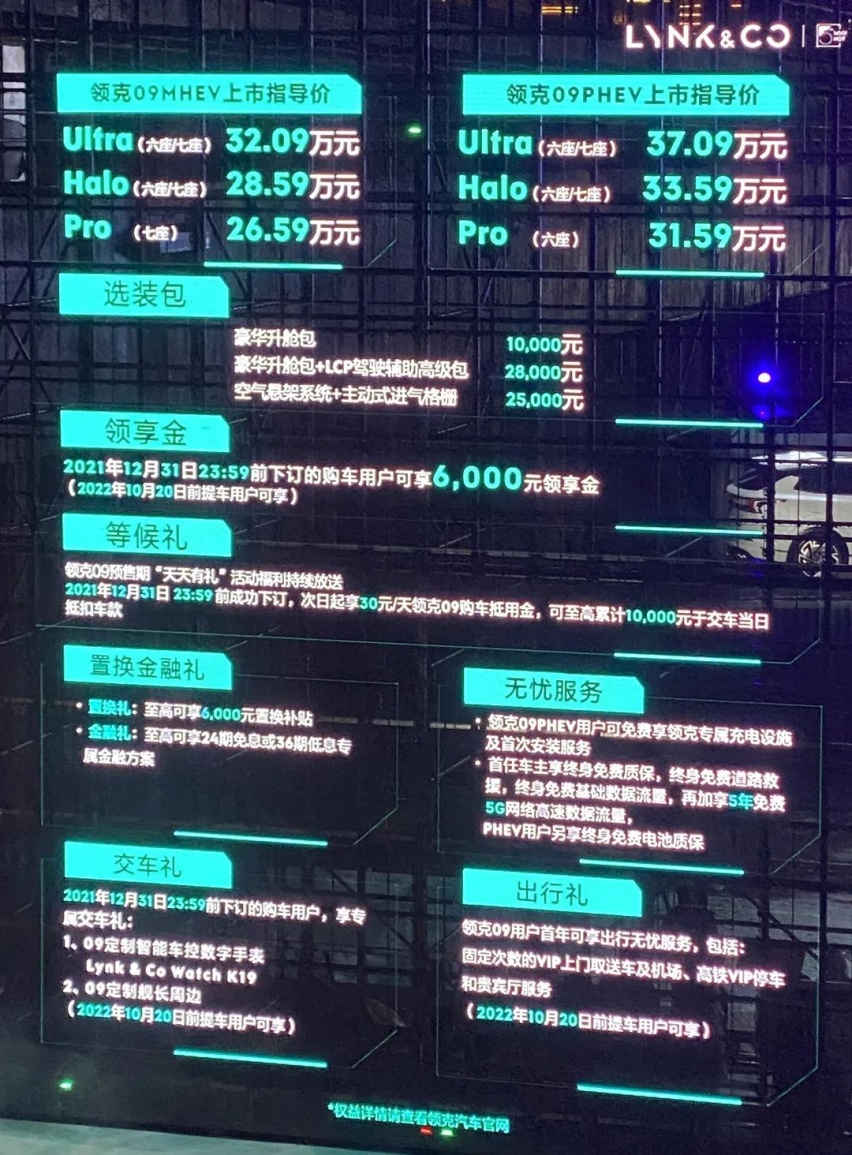 LYNK&CO
领克09MHEV上市指导价
Ultra(六座/七座) 32.09万元
Halo(六座/七座) 28.59万元
Pro (七座) 26.59万元
领克09PHEV上市指导价
Ultra(六座/七座) 37.09万元
Halo(六座/七座) 33.59万元
Pro (六座) 31.59万元
选装包
豪华升舱包 10,000元
豪华升舱包+LCP驾驶辅助高级包 28,000元
空气悬架系统+主动式进气格栅 25,000元
领享金
2021年12月31日23:59前下订的购车用户可享6,000元领享金
(2022年10月20日前提车用户可享)
等候礼
领克09预售期“天天有礼”活动福利持续放送
2021年12月31日 23:59前成功下订，次日起享30元/天领克09购车抵用金，可至高累计10,000元于交车当日
抵扣车款
置换金融礼
• 置换礼：至高可享6,000元置换补贴
• 金融礼：至高可享24期免息或36期低息专
属金融方案
无忧服务
• 领克09PHEV用户可免费享领克专属充电设施
及首次安装服务
• 首任车主享终身免费质保，终身免费道路救
援，终身免费基础数据流量，再加享5年免费
5G网络高速数据流量，
PHEV用户另享终身免费电池质保
交车礼
2021年12月31日23:59前下订的购车用户，享专
属交车礼：
1、09定制智能车控数字手表
Lynk & Co Watch K19
2、09定制舰长周边
(2022年10月20日前提车用户可享)
出行礼
领克09用户首年可享出行无忧服务，包括：
固定次数的VIP上门取送车及机场、高铁VIP停车
和贵宾厅服务
(2022年10月20日前提车用户可享)
*权益详情请查看领克汽车官网